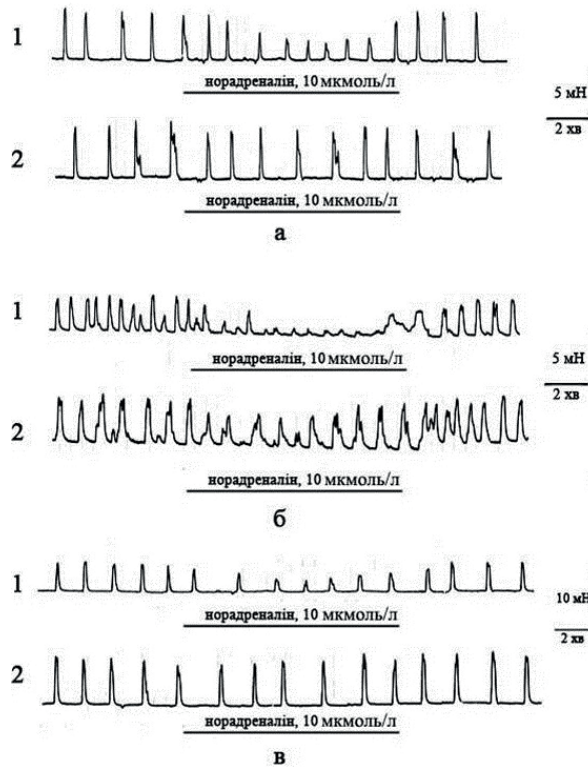 1
норадреналін, 10 мкмоль/л
5 мН
2 хв
2
норадреналін, 10 мкмоль/л
а
1
норадреналін, 10 мкмоль/л
5 мН
2 хв
2
норадреналін, 10 мкмоль/л
б
1
10 мН
норадреналін, 10 мкмоль/л
2 хв
2
норадреналін, 10 мкмоль/л
в